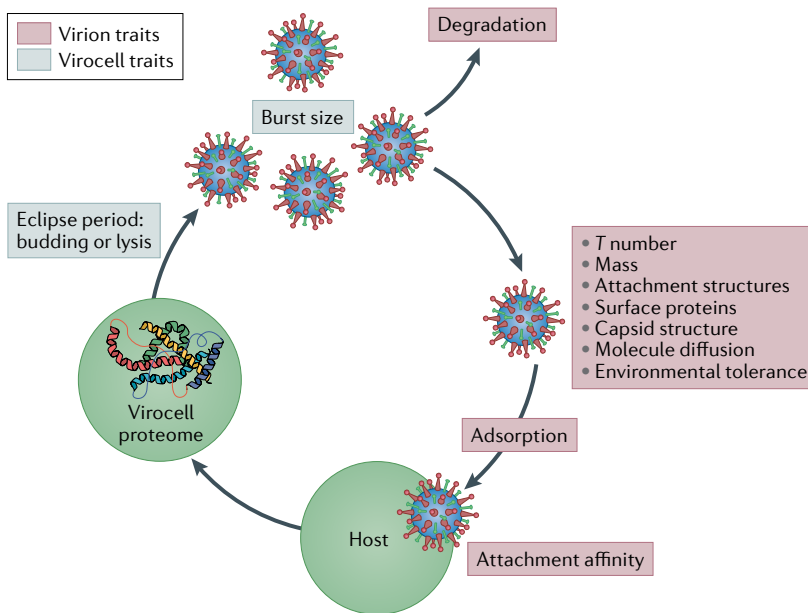 Virion traits
Virocell traits
Degradation
Burst size
Eclipse period:
budding or lysis
• T number
• Mass
• Attachment structures
• Surface proteins
• Capsid structure
• Molecule diffusion
• Environmental tolerance
Virocell
proteome
Adsorption
Host
Attachment affinity